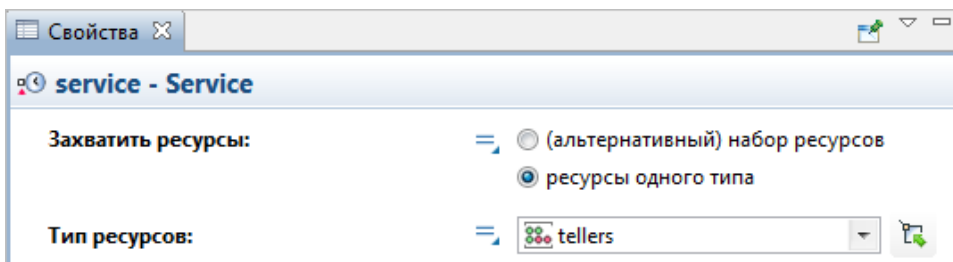 Свойства
service - Service
Захватить ресурсы:
(альтернативный) набор ресурсов
ресурсы одного типа
Тип ресурсов:
tellers